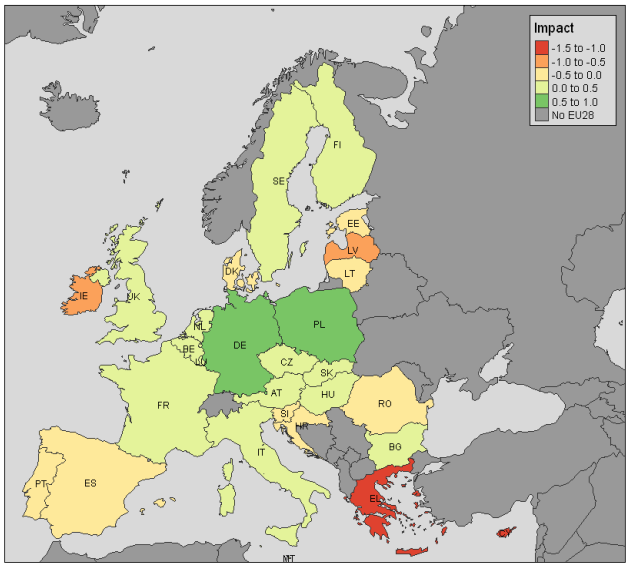 Impact
-1.5 to -1.0
-1.0 to -0.5
-0.5 to 0.0
0.0 to 0.5
0.5 to 1.0
No EU28
FI
SE
EE
LV
DK
LT
IE
UK
NL
DE
PL
BE
LU
CZ
SK
FR
AT
HU
SI
HR
RO
IT
BG
PT
ES
EL
CY
MT